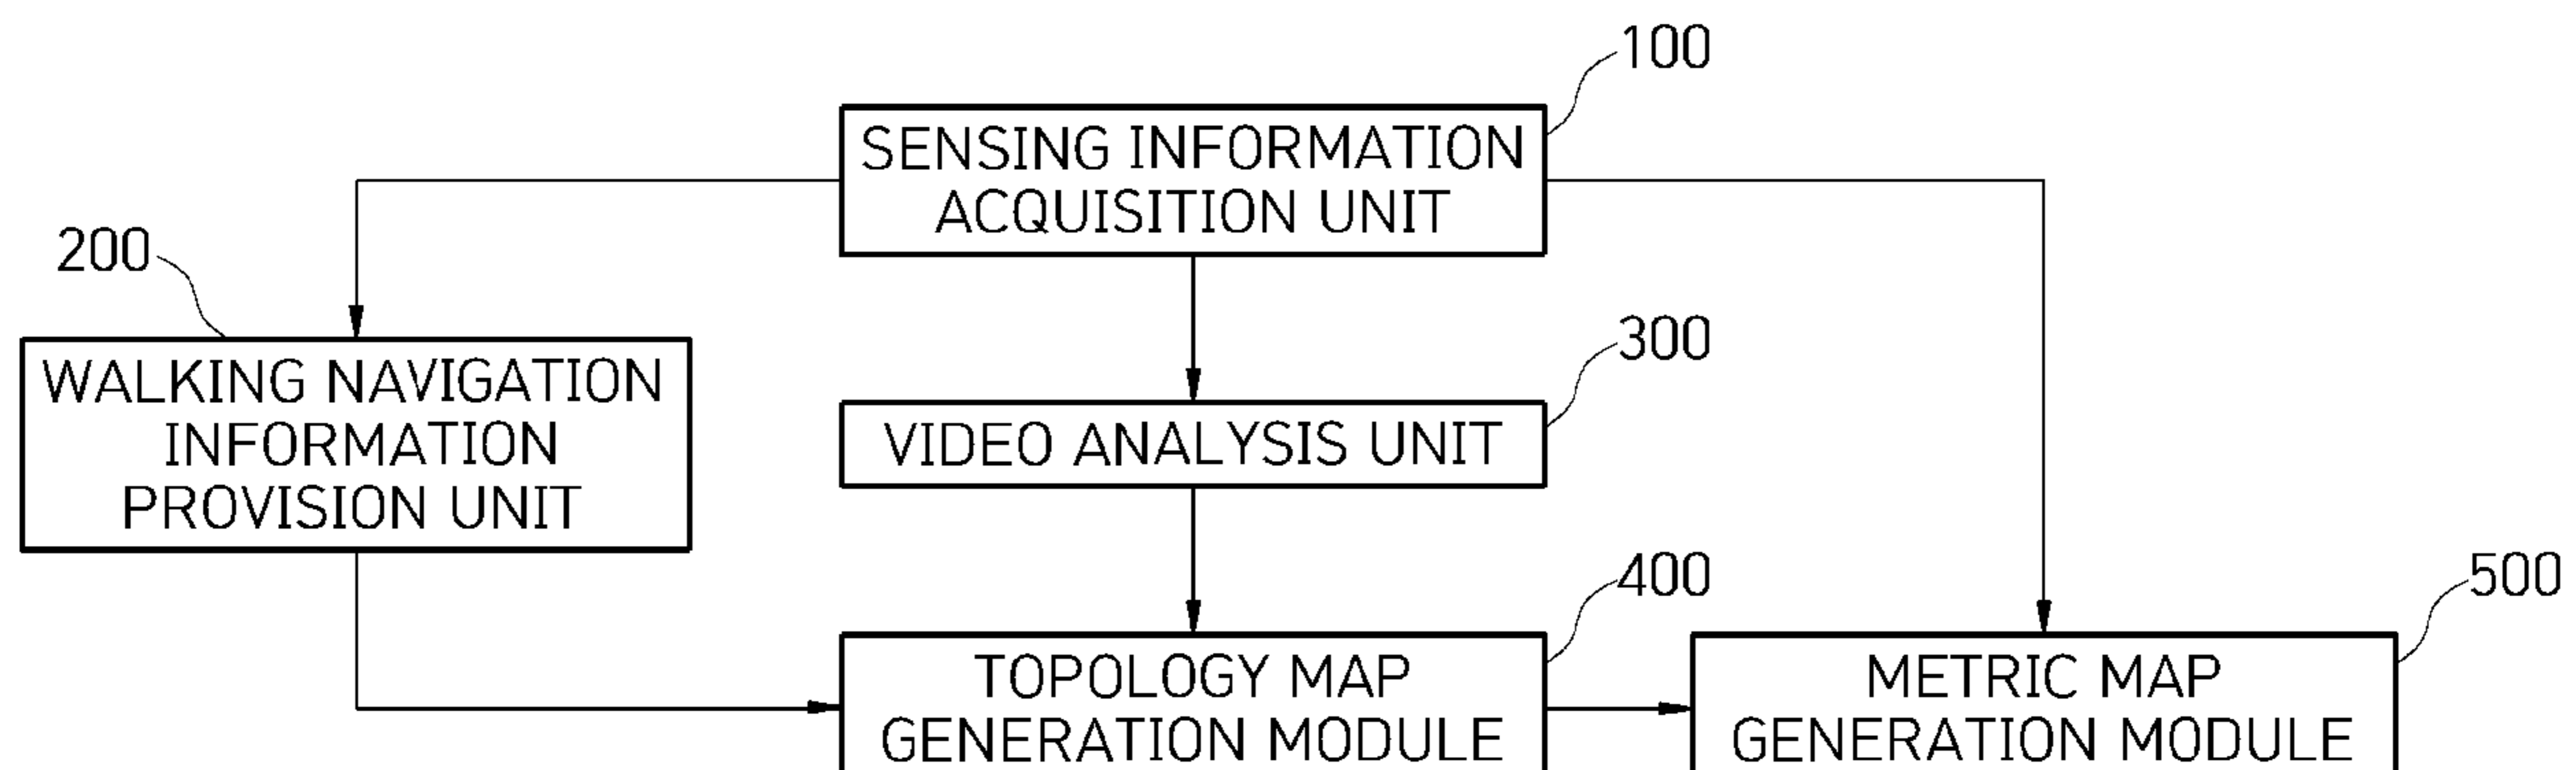 100
SENSING INFORMATION
ACQUISITION UNIT
200
WALKING NAVIGATION
INFORMATION
PROVISION UNIT
300
VIDEO ANALYSIS UNIT
400
TOPOLOGY MAP
GENERATION MODULE
500
METRIC MAP
GENERATION MODULE